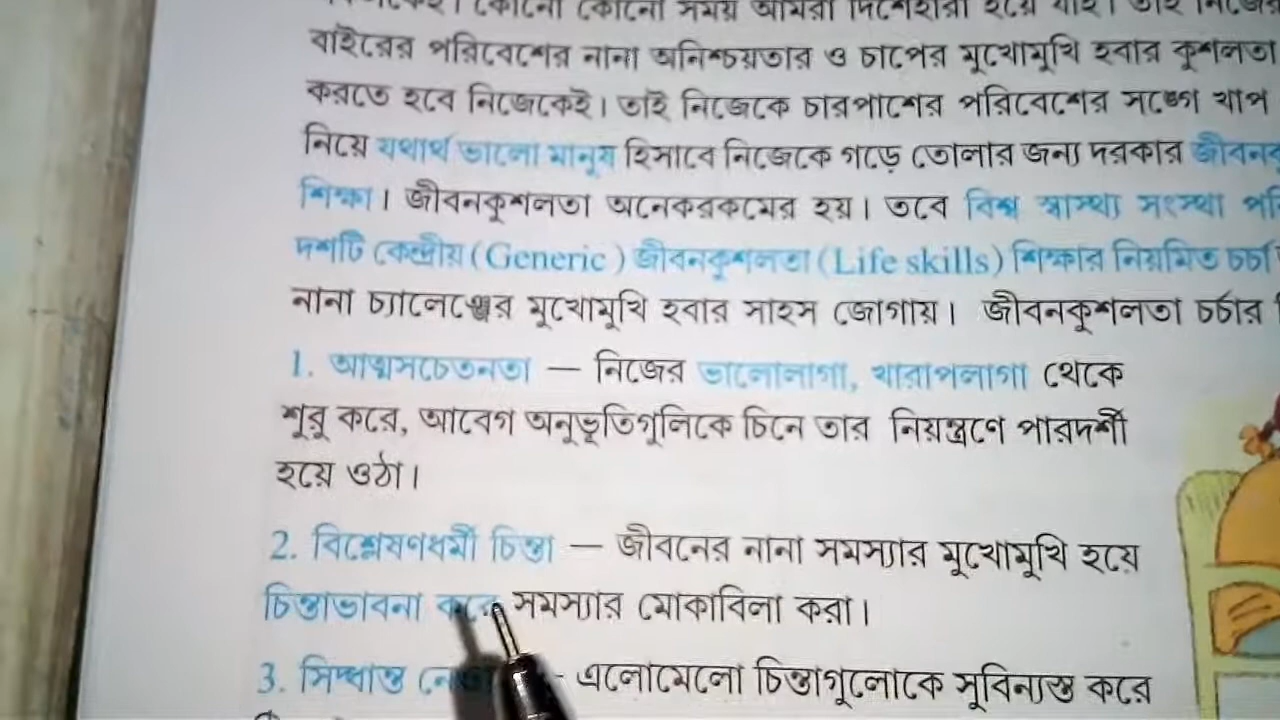 কোনো কোনো সময় আমরা দিশেহারা হয়ে যাই। তাই নিজের
বাইরের পরিবেশের নানা অনিশ্চয়তার ও চাপের মুখোমুখি হবার কুশলতা
করতে হবে নিজেকেই। তাই নিজেকে চারপাশের পরিবেশের সঙ্গে খাপ
নিয়ে যথার্থ ভালো মানুষ হিসাবে নিজেকে গড়ে তোলার জন্য দরকার
শিক্ষা। জীবনকুশলতা অনেকরকমের হয়। তবে বিশ্ব স্বাস্থ্য সংস্থা
দশটি কেন্দ্রীয় (Generic) জীবনকুশলতা (Life skills) শিক্ষার নিয়মিত চর্চা
নানা চ্যালেঞ্জের মুখোমুখি হবার সাহস জোগায়। জীবনকুশলতা চর্চার
1. আত্মসচেতনতা — নিজের ভালোলাগা, খারাপলাগা থেকে
শুরু করে, আবেগ অনুভূতিগুলিকে চিনে তার নিয়ন্ত্রণে পারদর্শী
হয়ে ওঠা।
2. বিশ্লেষণধর্মী চিন্তা — জীবনের নানা সমস্যার মুখোমুখি হয়ে
চিন্তাভাবনা করে সমস্যার মোকাবিলা করা।
3. সিদ্ধান্ত - এলোমেলো চিন্তাগুলোকে সুবিন্যস্ত করে